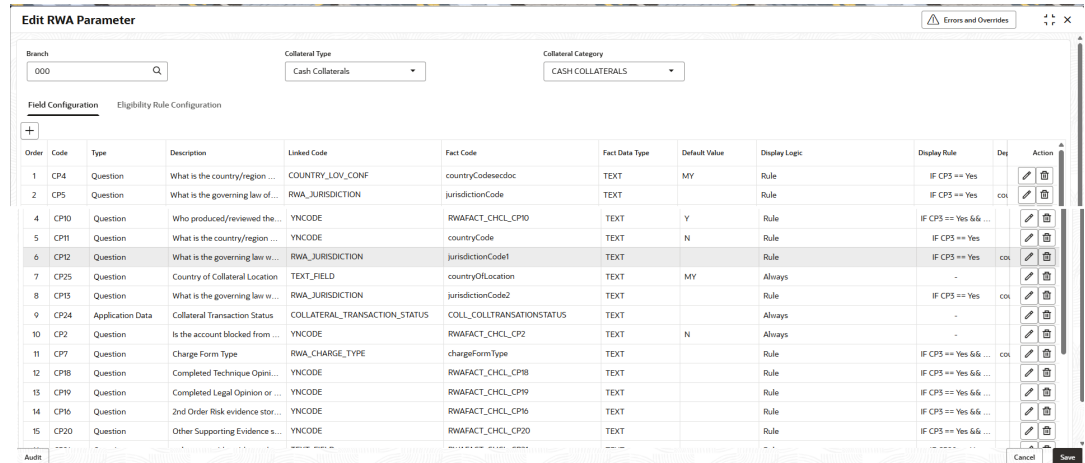 Edit RWA Parameter
Errors and Overrides
Branch Collateral Type Collateral Category
000 Cash Collaterals CASH COLLATERALS
Field Configuration Eligibility Rule Configuration
Order Code Type Description Linked Code Fact Code Fact Data Type Default Value Display Logic Display Rule Dep Action
1 CP4 Question What is the country/region ... COUNTRY_LOV_CONF countryCodesecdoc TEXT MY Rule IF CP3 == Yes
2 CP5 Question What is the governing law of... RWA_JURISDICTION jurisdictionCode TEXT Rule IF CP3 == Yes cou
4 CP10 Question Who produced/reviewed the... YNCODE RWAFACT_CHCL_CP10 TEXT Y Rule IF CP3 == Yes && ...
5 CP11 Question What is the country/region ... YNCODE countryCode TEXT N Rule IF CP3 == Yes
6 CP12 Question What is the governing law w... RWA_JURISDICTION jurisdictionCode1 TEXT Rule IF CP3 == Yes cou
7 CP25 Question Country of Collateral Location TEXT_FIELD countryOfLocation TEXT MY Always -
8 CP13 Question What is the governing law w... RWA_JURISDICTION jurisdictionCode2 TEXT Rule IF CP3 == Yes cou
9 CP24 Application Data Collateral Transaction Status COLLATERAL_TRANSACTION_STATUS COLL_COLLTRANSATIONSTATUS TEXT Always -
10 CP2 Question Is the account blocked from ... YNCODE RWAFACT_CHCL_CP2 TEXT N Always -
11 CP7 Question Charge Form Type RWA_CHARGE_TYPE chargeFormType TEXT Rule IF CP3 == Yes && ... cou
12 CP18 Question Completed Technique Opini... YNCODE RWAFACT_CHCL_CP18 TEXT Rule IF CP3 == Yes && ...
13 CP19 Question Completed Legal Opinion or ... YNCODE RWAFACT_CHCL_CP19 TEXT Rule IF CP3 == Yes && ...
14 CP16 Question 2nd Order Risk evidence stor... YNCODE RWAFACT_CHCL_CP16 TEXT Rule IF CP3 == Yes && ...
15 CP20 Question Other Supporting Evidence s... YNCODE RWAFACT_CHCL_CP20 TEXT Rule IF CP3 == Yes && ...
Audit Cancel Save